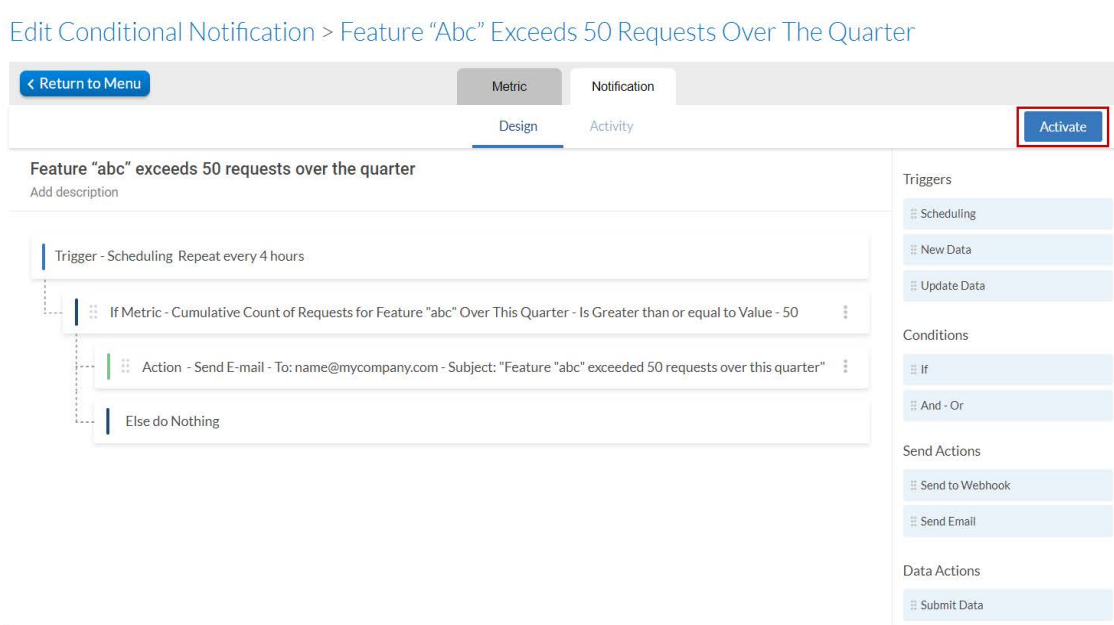 Edit Conditional Notification > Feature “Abc” Exceeds 50 Requests Over The Quarter
< Return to Menu
Metric
Notification
Design
Activity
Activate
Feature “abc” exceeds 50 requests over the quarter
Add description
Trigger - Scheduling Repeat every 4 hours
If Metric - Cumulative Count of Requests for Feature "abc" Over This Quarter - Is Greater than or equal to Value - 50
Action - Send E-mail - To: name@mycompany.com - Subject: "Feature "abc" exceeded 50 requests over this quarter"
Else do Nothing
Triggers
Scheduling
New Data
Update Data
Conditions
If
And - Or
Send Actions
Send to Webhook
Send Email
Data Actions
Submit Data